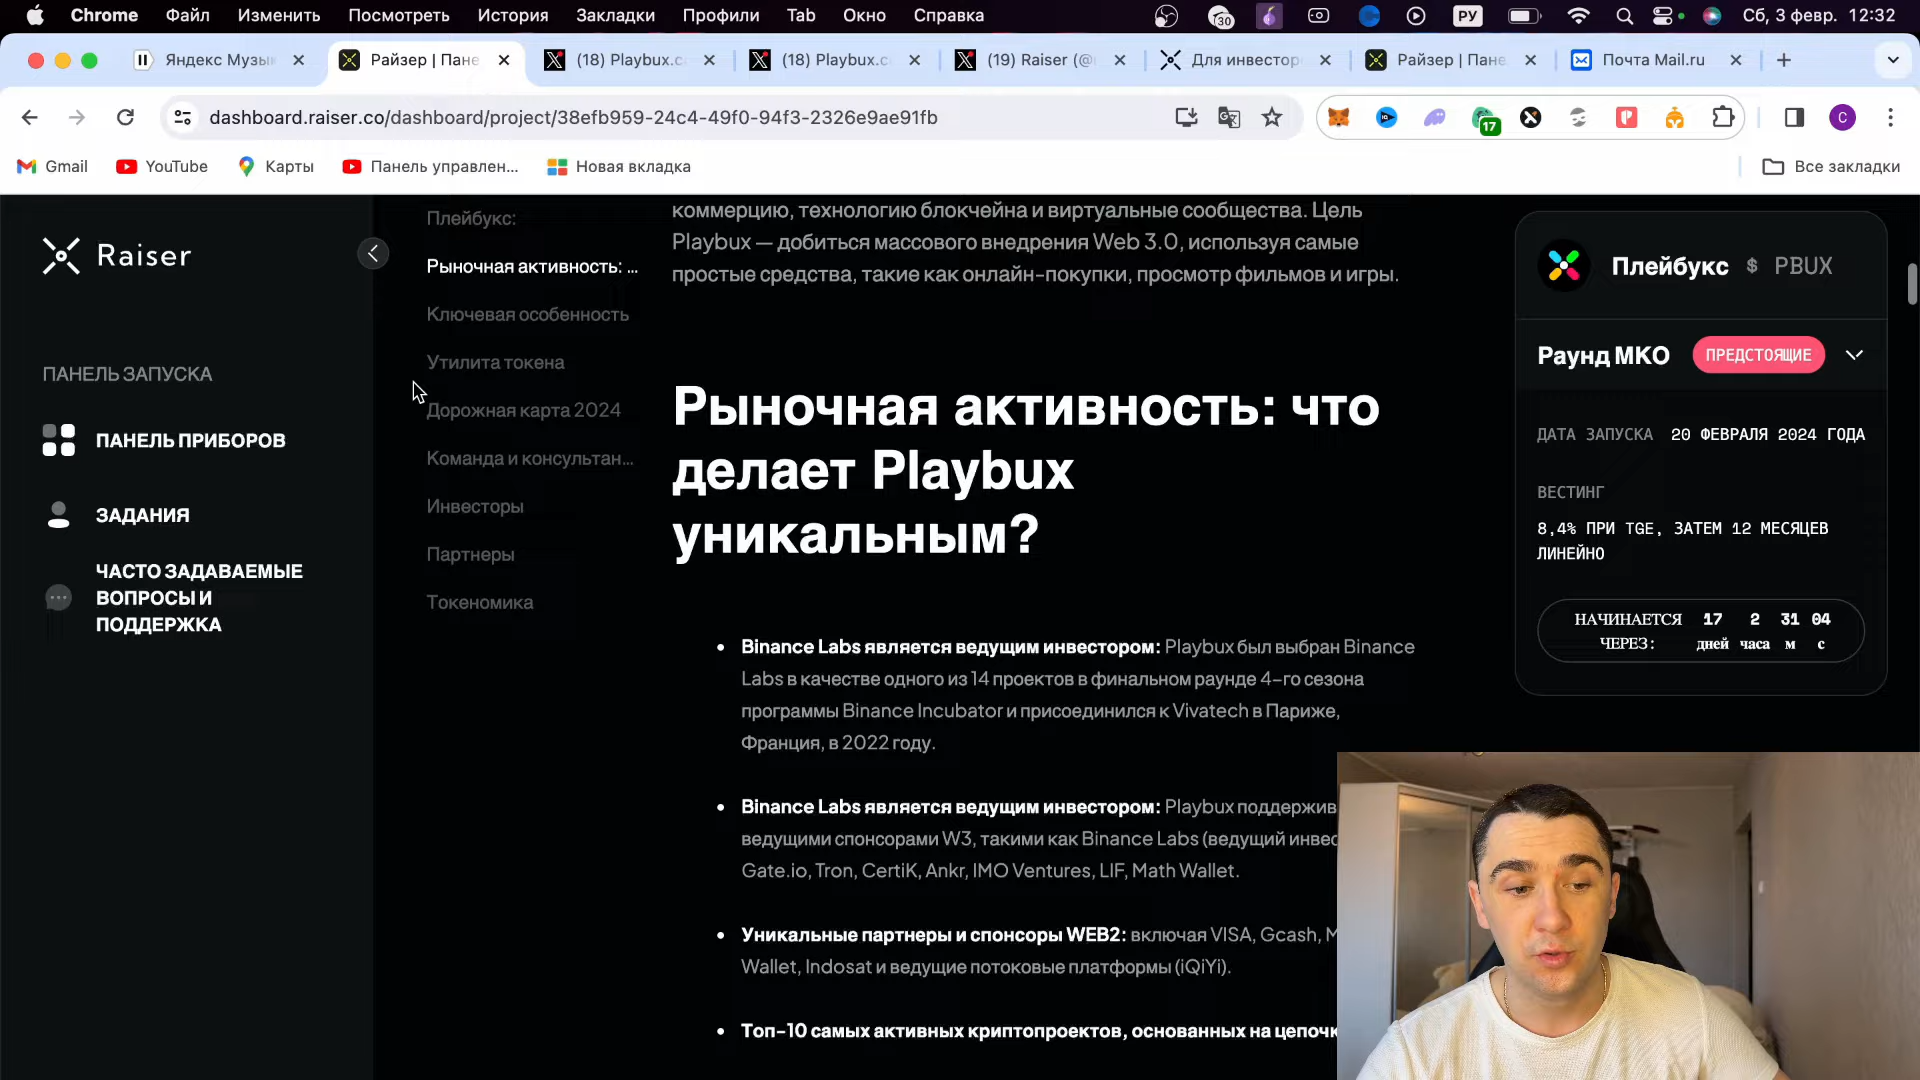 Chrome Файл Изменить Посмотреть История Закладки Профили Tab Окно Справка 30 РУ Сб, 3 февр. 12:32
Яндекс Музы
Райзер | Пане
(18) Playbux.c
(18) Playbux.c
(19) Raiser (@
Для инвестор
Райзер | Пане
Почта Mail.ru
dashboard.raiser.co/dashboard/project/38efb959-24c4-49f0-94f3-2326e9ae91fb
17
C
Gmail YouTube Карты Панель управлен... Новая вкладка Все закладки
Raiser
ПАНЕЛЬ ЗАПУСКА
ПАНЕЛЬ ПРИБОРОВ
ЗАДАНИЯ
ЧАСТО ЗАДАВАЕМЫЕ
ВОПРОСЫ И
ПОДДЕРЖКА
Плейбукс:
Рыночная активность: ...
Ключевая особенность
Утилита токена
Дорожная карта 2024
Команда и консультан...
Инвесторы
Партнеры
Токеномика
коммерцию, технологию блокчейна и виртуальные сообщества. Цель
Playbux — добиться массового внедрения Web 3.0, используя самые
простые средства, такие как онлайн-покупки, просмотр фильмов и игры.
Рыночная активность: что
делает Playbux
уникальным?
• Binance Labs является ведущим инвестором: Playbux был выбран Binance
Labs в качестве одного из 14 проектов в финальном раунде 4-го сезона
программы Binance Incubator и присоединился к Vivatech в Париже,
Франция, в 2022 году.
• Binance Labs является ведущим инвестором: Playbux поддержив
ведущими спонсорами W3, такими как Binance Labs (ведущий инвес
Gate.io, Tron, CertiK, Ankr, IMO Ventures, LIF, Math Wallet.
• Уникальные партнеры и спонсоры WEB2: включая VISA, Gcash, M
Wallet, Indosat и ведущие потоковые платформы (iQiYi).
• Топ-10 самых активных криптопроектов, основанных на цепочк
Плейбукс $ PBUX
Раунд МКО ПРЕДСТОЯЩИЕ
ДАТА ЗАПУСКА 20 ФЕВРАЛЯ 2024 ГОДА
ВЕСТИНГ
8,4% ПРИ TGE, ЗАТЕМ 12 МЕСЯЦЕВ
ЛИНЕЙНО
НАЧИНАЕТСЯ 17 2 31 04
ЧЕРЕЗ: дней часа м с